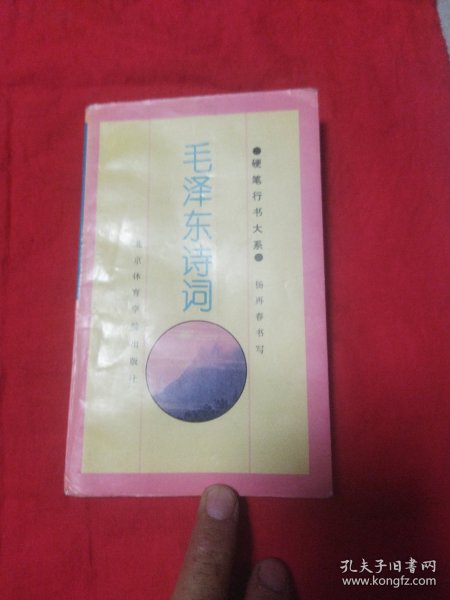 ●硬笔行书大系●
杨再春书写
毛泽东诗词
北京体育学院出版社
孔夫子旧书网
www.kongfz.com